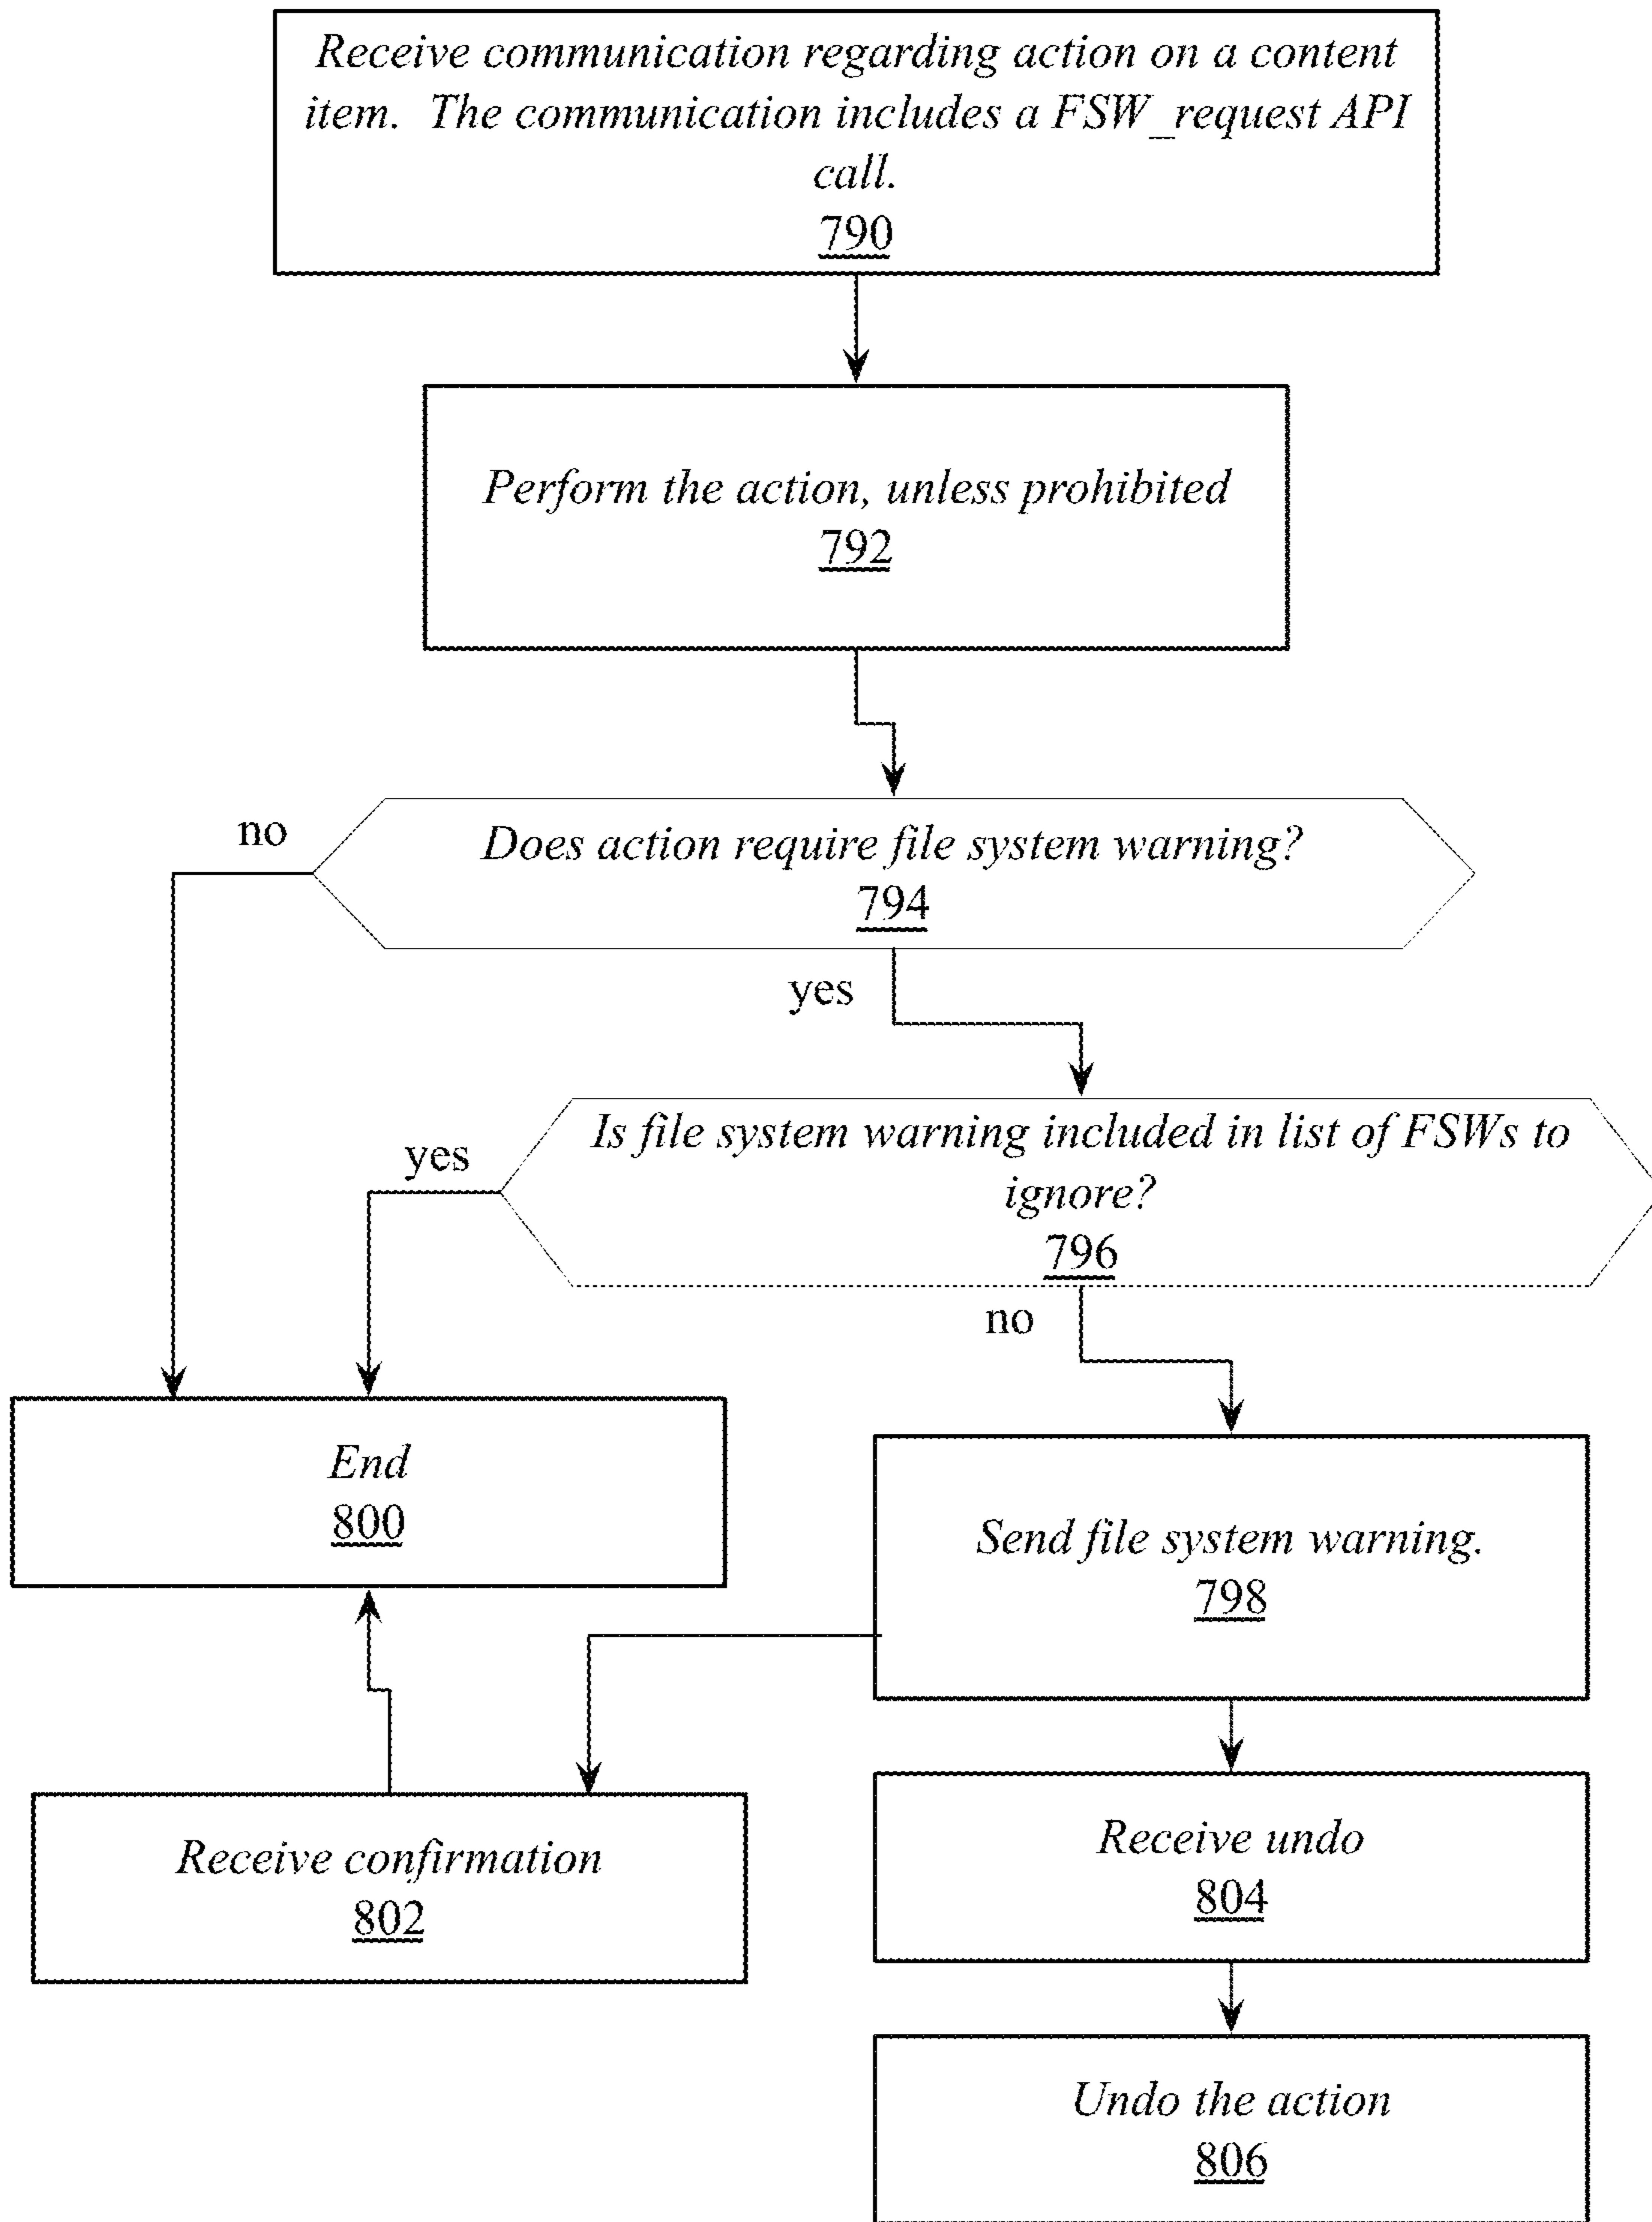 Receive communication regarding action on a content
item.  The communication includes a FSW_request API
call.
790
Perform the action, unless prohibited
792
no
Does action require file system warning?
794
yes
yes
Is file system warning included in list of FSWs to
ignore?
796
no
End
800
Send file system warning.
798
Receive confirmation
802
Receive undo
804
Undo the action
806